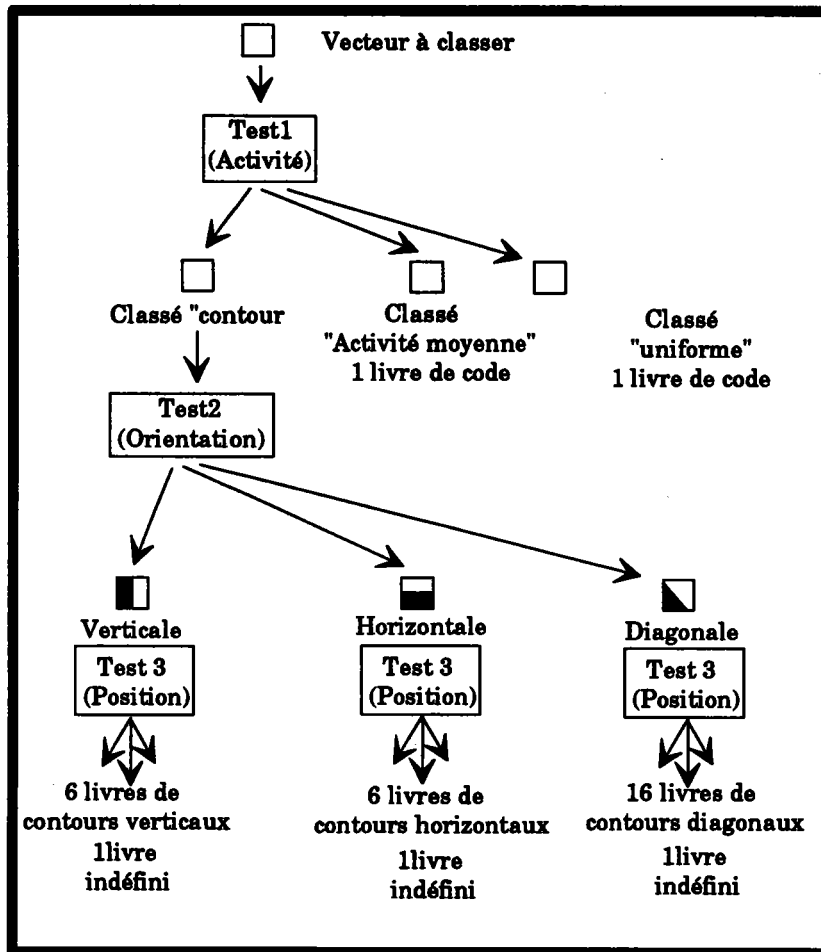 Vecteur à classer
Test1
(Activité)
Classé "contour
Classé
"Activité moyenne"
1 livre de code
Classé
"uniforme"
1 livre de code
Test2
(Orientation)
Verticale
Test 3
(Position)
6 livres de
contours verticaux
1livre
indéfini
Horizontale
Test 3
(Position)
6 livres de
contours horizontaux
1livre
indéfini
Diagonale
Test 3
(Position)
16 livres de
contours diagonaux
1livre
indéfini